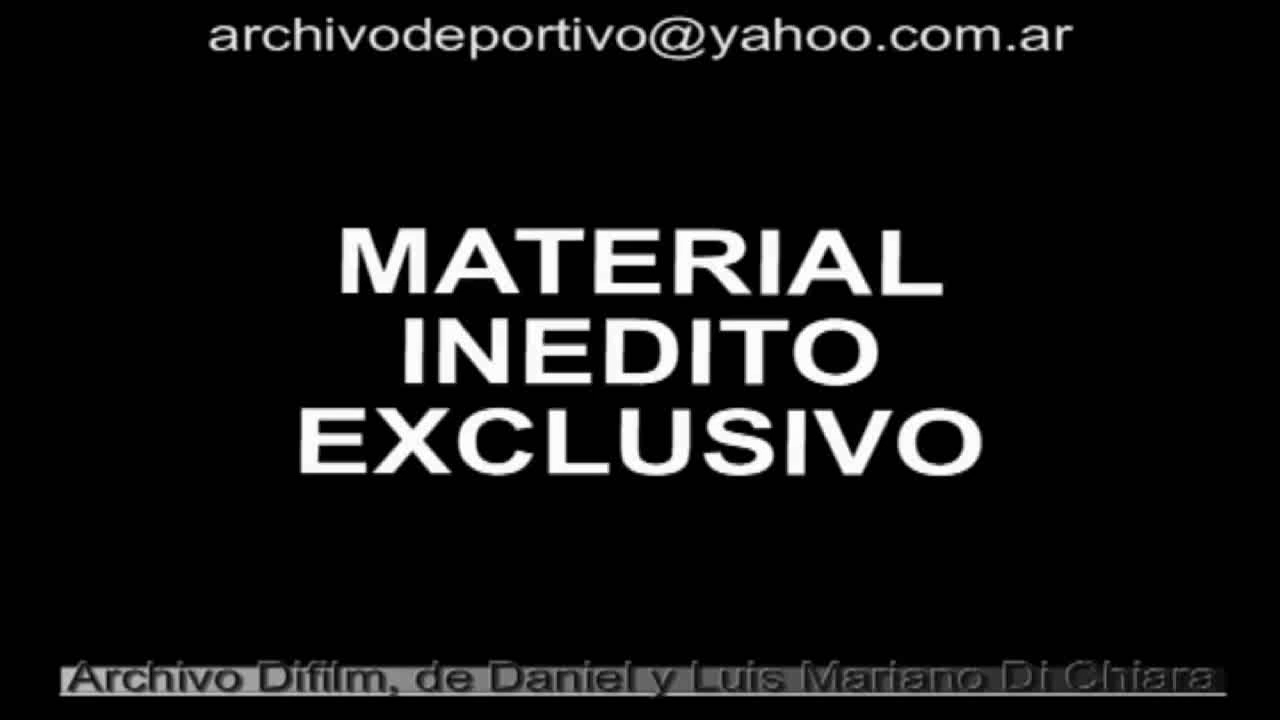 archivodeportivo@yahoo.com.ar
MATERIAL
INEDITO
EXCLUSIVO
Archivo Difilm, de Daniel y Luis Mariano Di Chiara